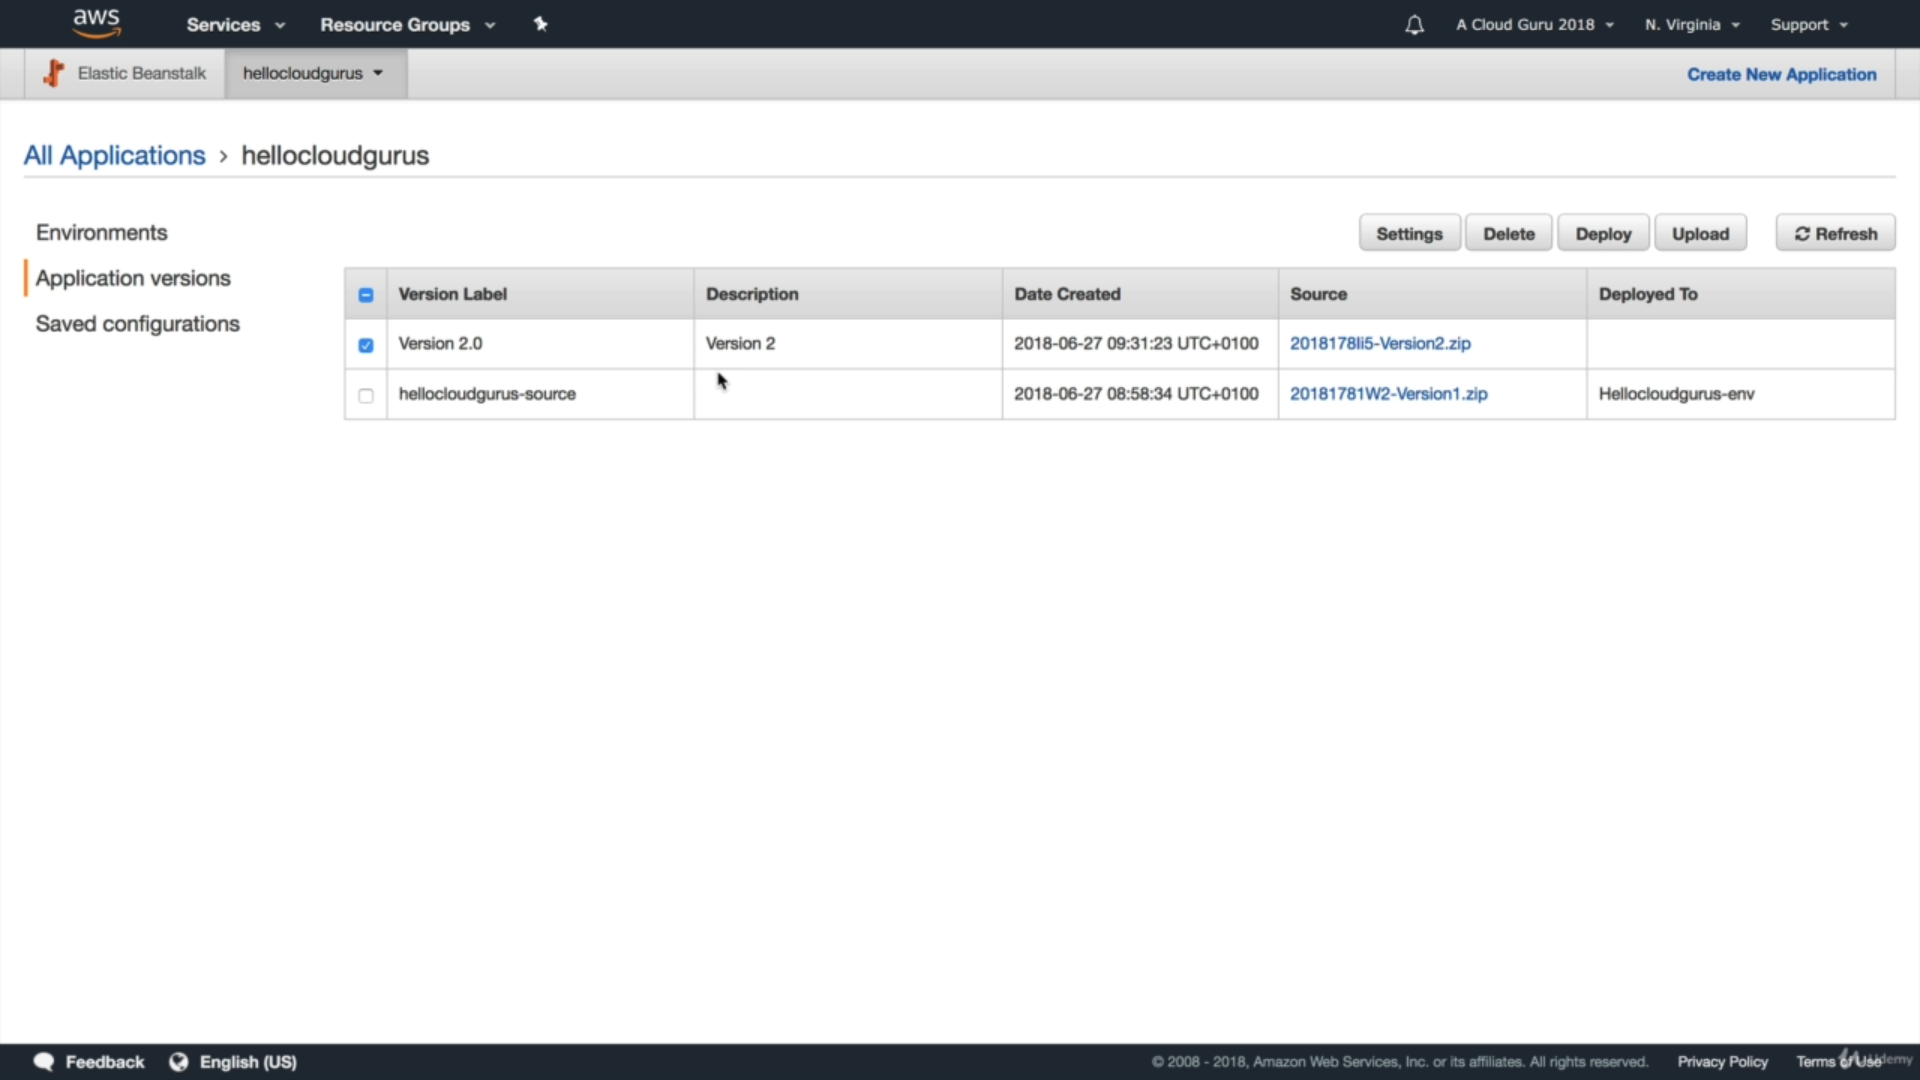 aws Services Resource Groups A Cloud Guru 2018 N. Virginia Support
Elastic Beanstalk hellocloudgurus Create New Application
All Applications › hellocloudgurus
Environments
Application versions
Saved configurations
Settings Delete Deploy Upload Refresh
Version Label Description Date Created Source Deployed To
Version 2.0 Version 2 2018-06-27 09:31:23 UTC+0100 2018178li5-Version2.zip
hellocloudgurus-source 2018-06-27 08:58:34 UTC+0100 20181781W2-Version1.zip Hellocloudgurus-env
Feedback English (US) © 2008 - 2018, Amazon Web Services, Inc. or its affiliates. All rights reserved. Privacy Policy Terms of Use